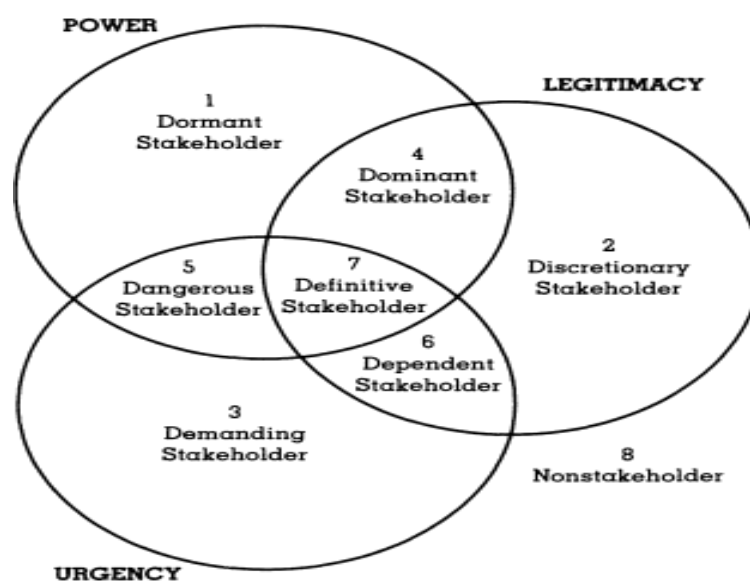 POWER
LEGITIMACY
1
Dormant
Stakeholder
4
Dominant
Stakeholder
2
Discretionary
Stakeholder
5
Dangerous
Stakeholder
7
Definitive
Stakeholder
6
Dependent
Stakeholder
3
Demanding
Stakeholder
8
Nonstakeholder
URGENCY